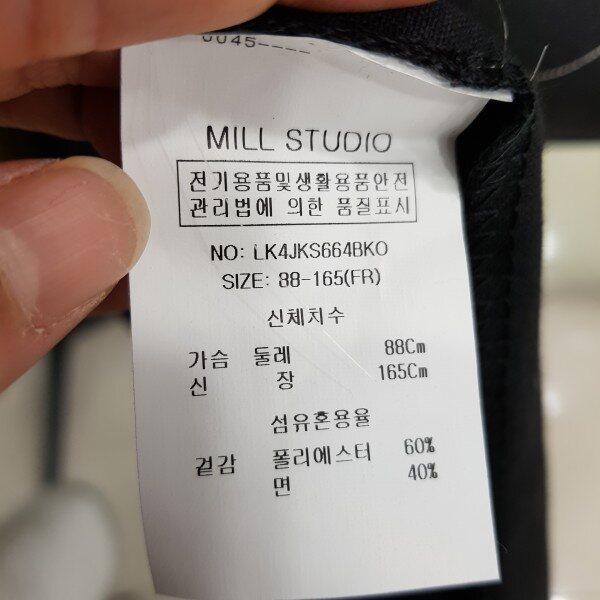 0045----
MILL STUDIO
전기용품및생활용품안전
관리법에 의한 품질표시
NO: LK4JKS664BKO
SIZE: 88-165(FR)
신체치수
가슴 둘레 88Cm
신 장 165Cm
섬유혼용율
겉감 폴리에스터 60%
면 40%